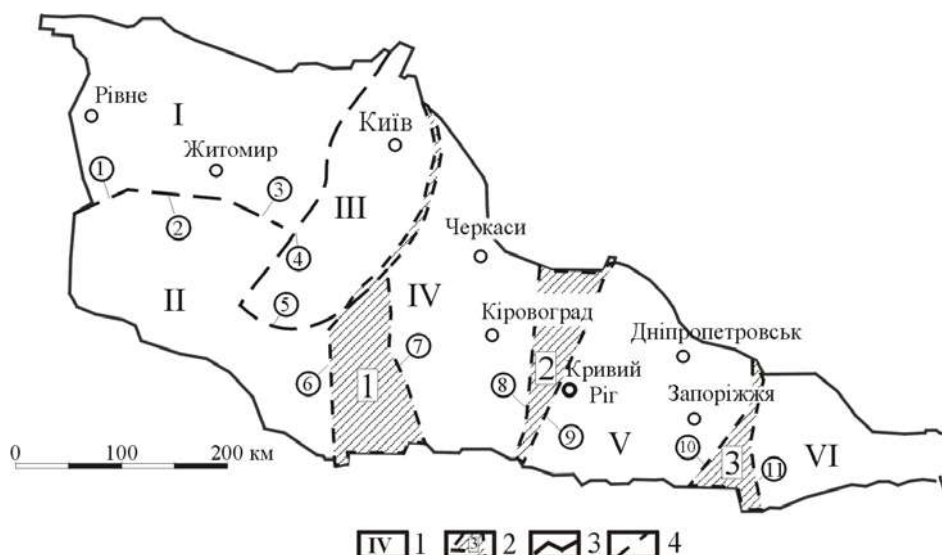 Рівне
I
Київ
Житомир
1
3
III
2
Черкаси
4
II
5
IV
Кіровоград
7
Дніпропетровськ
6
1
8
2
Кривий
Ріг
Запоріжжя
9
V
10
3
11
VI
0 100 200 км
IV 1 3 2 3 4